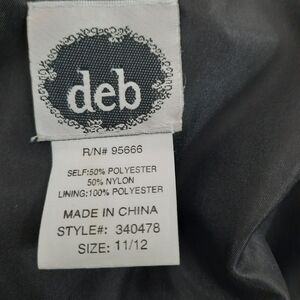 deb
R/N# 95666
SELF:50% POLYESTER
50% NYLON
LINING:100% POLYESTER
MADE IN CHINA
STYLE#: 340478
SIZE: 11/12